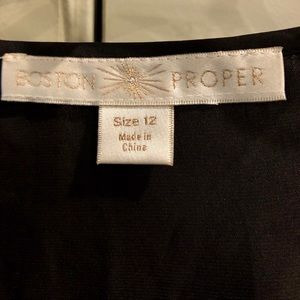 BOSTON PROPER
Size 12
Made in
China